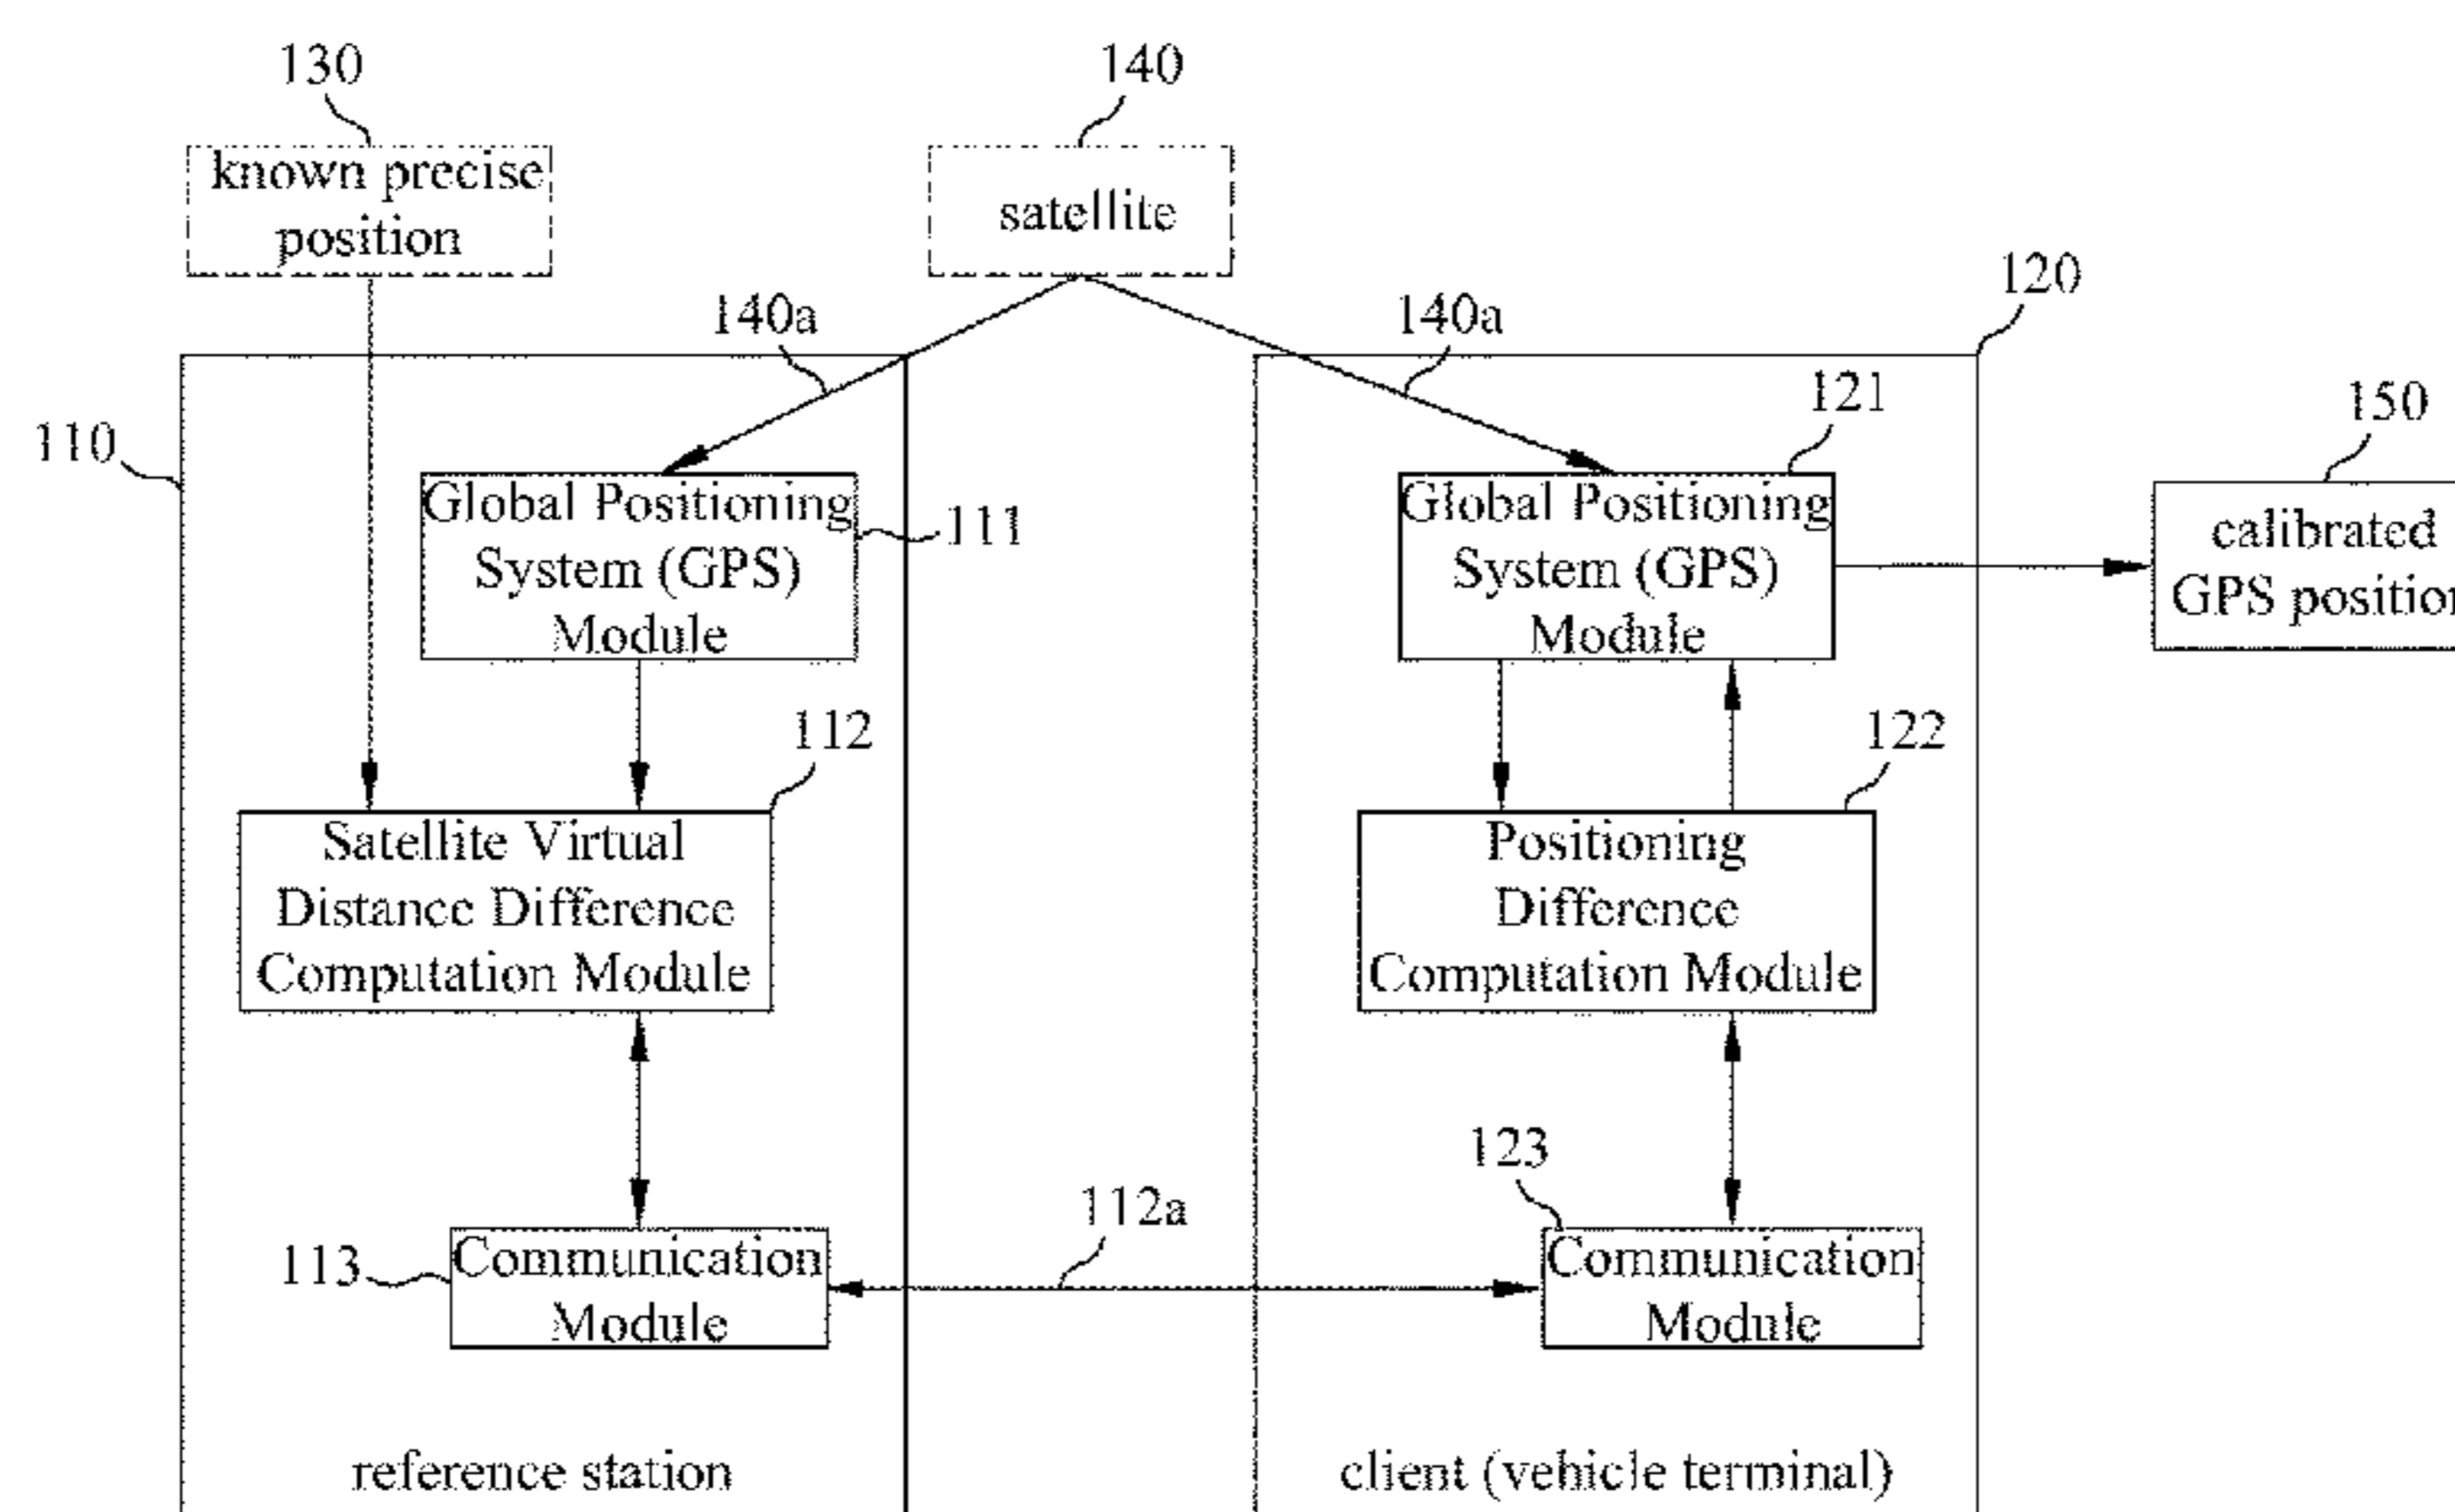 130
140
known precise
position
satellite
120
140a
140a
121
150
110
Global Positioning
System (GPS)
Module
111
Global Positioning
System (GPS)
Module
calibrated
GPS position
112
122
Satellite Virtual
Distance Difference
Computation Module
Positioning
Difference
Computation Module
123
112a
113
Communication
Module
Communication
Module
reference station
client (vehicle terminal)